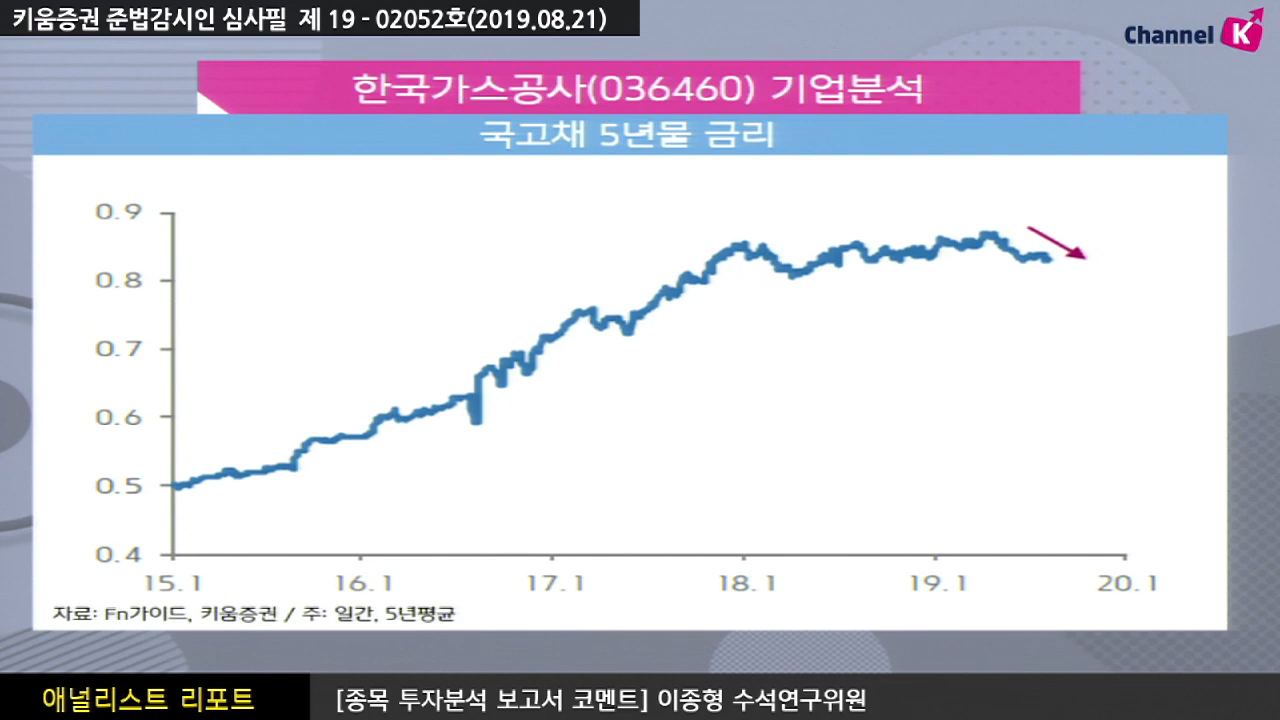 키움증권 준법감시인 심사필 제 19 - 02052호(2019.08.21)
Channel K
한국가스공사(036460) 기업분석
국고채 5년물 금리
0.9
0.8
0.7
0.6
0.5
0.4
15.1 16.1 17.1 18.1 19.1 20.1
자료: Fn가이드, 키움증권 / 주: 일간, 5년평균
애널리스트 리포트
[종목 투자분석 보고서 코멘트] 이종형 수석연구위원